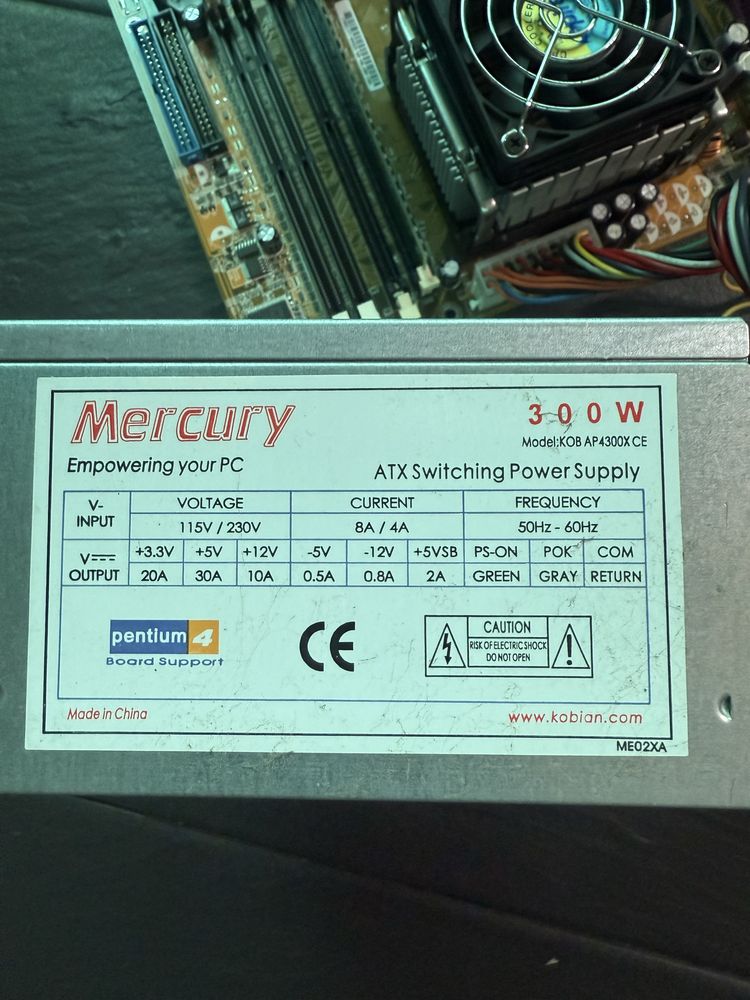 COOLER
Mercury
300W
Model:KOB AP4300X CE
Empowering your PC
ATX Switching Power Supply
V-INPUT VOLTAGE CURRENT FREQUENCY
115V / 230V 8A / 4A 50Hz - 60Hz
V OUTPUT +3.3V +5V +12V -5V -12V +5VSB PS-ON POK COM
20A 30A 10A 0.5A 0.8A 2A GREEN GRAY RETURN
pentium 4
Board Support
CE
CAUTION
RISK OF ELECTRIC SHOCK
DO NOT OPEN
Made in China
www.kobian.com
ME02XA